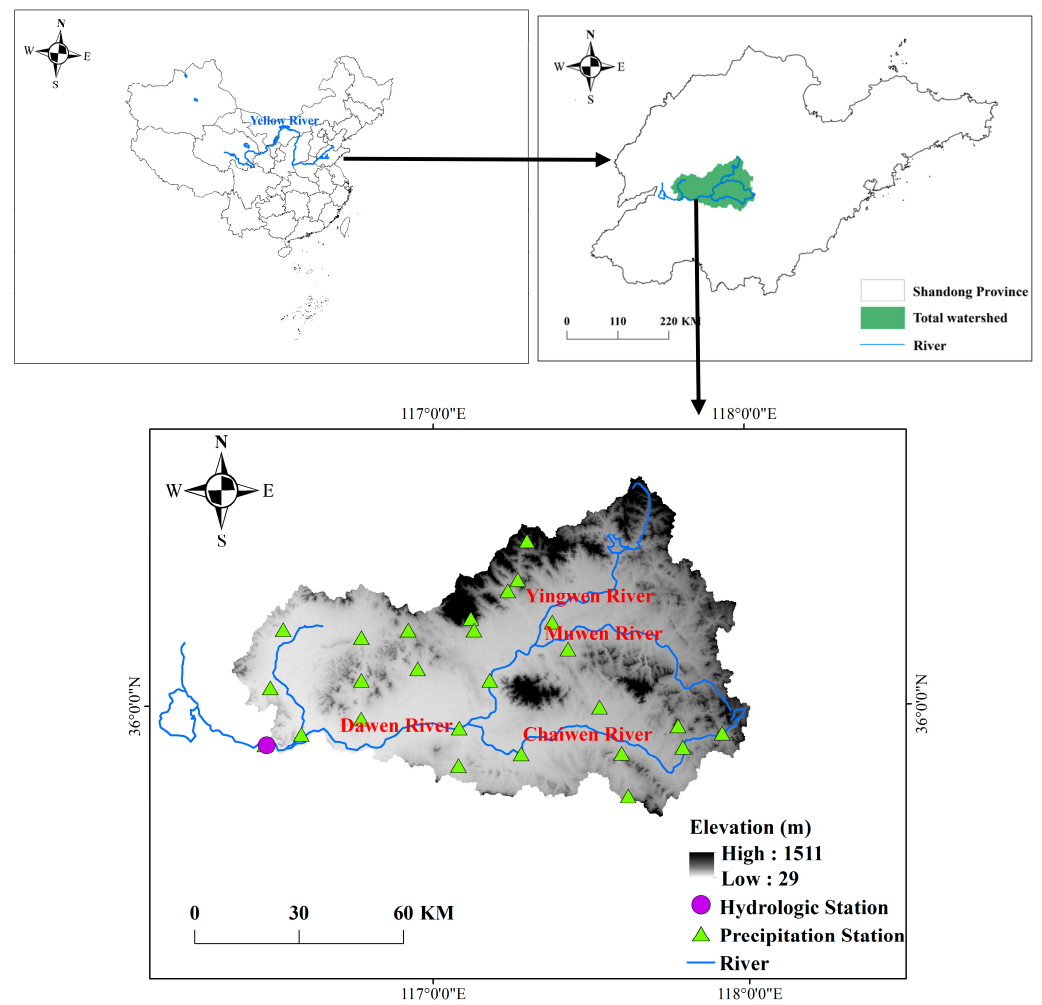 N
W E
S
Yellow River
N
W E
S
Shandong Province
Total watershed
River
0 110 220 KM
117°0'0"E 118°0'0"E
N
W E
S
36°0'0"N
36°0'0"N
Yingwen River
Muwen River
Dawen River
Chaiwen River
Elevation (m)
High : 1511
Low : 29
Hydrologic Station
Precipitation Station
River
0 30 60 KM
117°0'0"E 118°0'0"E